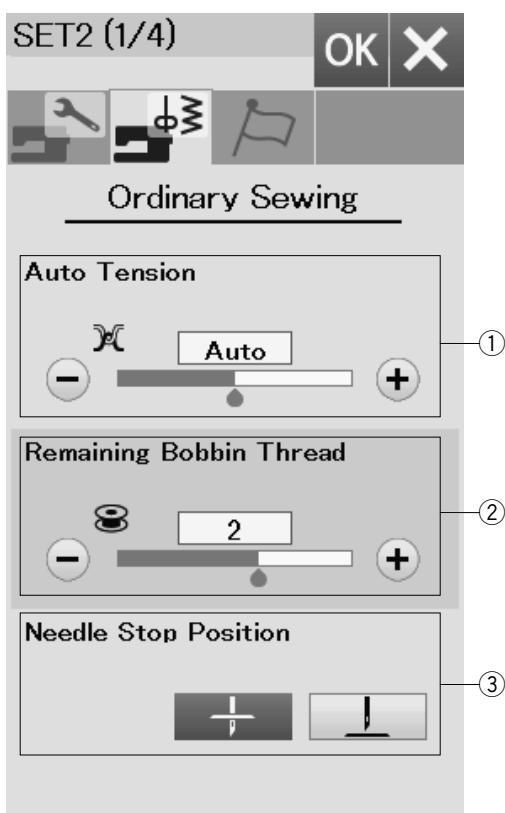 SET2 (1/4)
OK
Ordinary Sewing
Auto Tension
Auto
①
Remaining Bobbin Thread
2
②
Needle Stop Position
③